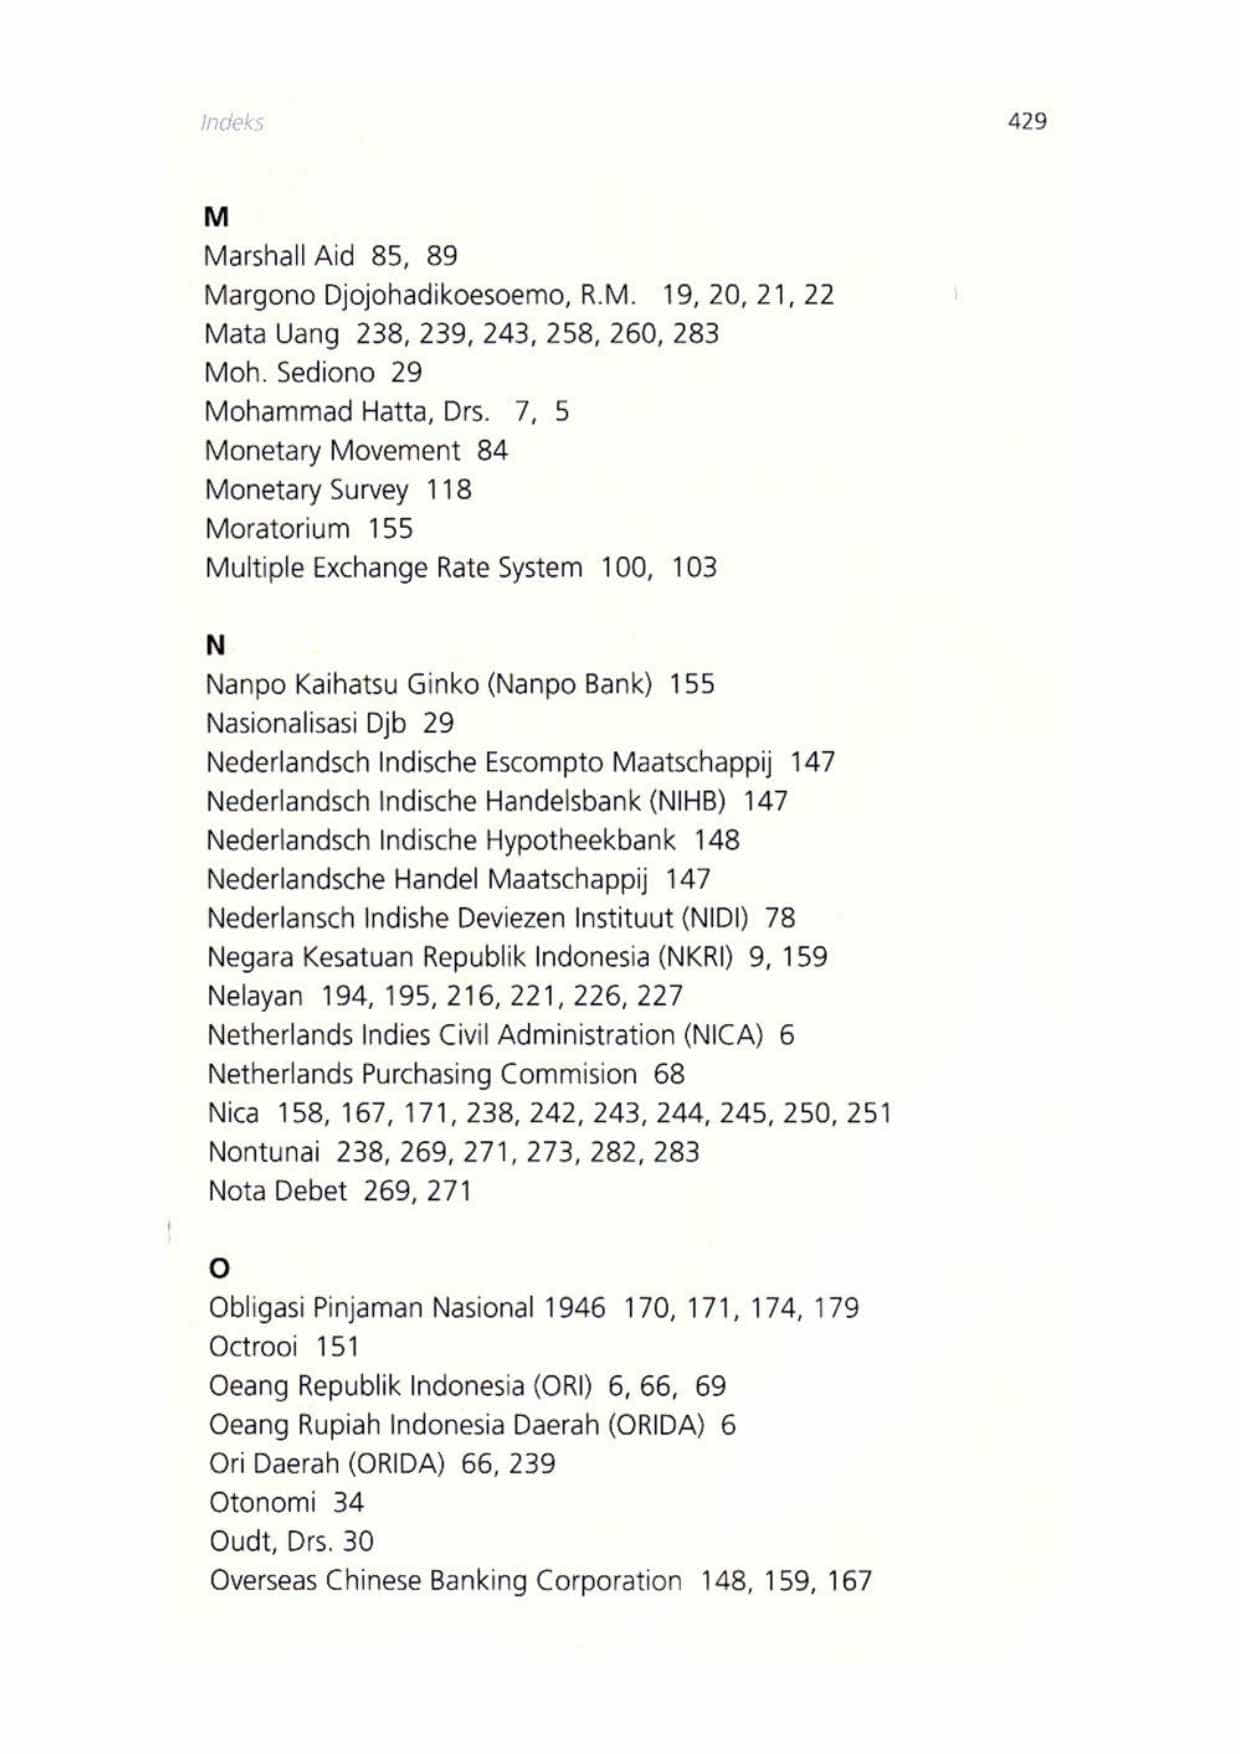 Indeks 429
M
Marshall Aid 85, 89
Margono Djojohadikoesoemo, R.M. 19, 20, 21, 22
Mata Uang 238, 239, 243, 258, 260, 283
Moh. Sediono 29
Mohammad Hatta, Drs. 7, 5
Monetary Movement 84
Monetary Survey 118
Moratorium 155
Multiple Exchange Rate System 100, 103
N
Nanpo Kaihatsu Ginko (Nanpo Bank) 155
Nasionalisasi Djb 29
Nederlandsch Indische Escompto Maatschappij 147
Nederlandsch Indische Handelsbank (NIHB) 147
Nederlandsch Indische Hypotheekbank 148
Nederlandsche Handel Maatschappij 147
Nederlansch Indishe Deviezen Instituut (NIDI) 78
Negara Kesatuan Republik Indonesia (NKRI) 9, 159
Nelayan 194, 195, 216, 221, 226, 227
Netherlands Indies Civil Administration (NICA) 6
Netherlands Purchasing Commision 68
Nica 158, 167, 171, 238, 242, 243, 244, 245, 250, 251
Nontunai 238, 269, 271, 273, 282, 283
Nota Debet 269, 271
O
Obligasi Pinjaman Nasional 1946 170, 171, 174, 179
Octrooi 151
Oeang Republik Indonesia (ORI) 6, 66, 69
Oeang Rupiah Indonesia Daerah (ORIDA) 6
Ori Daerah (ORIDA) 66, 239
Otonomi 34
Oudt, Drs. 30
Overseas Chinese Banking Corporation 148, 159, 167